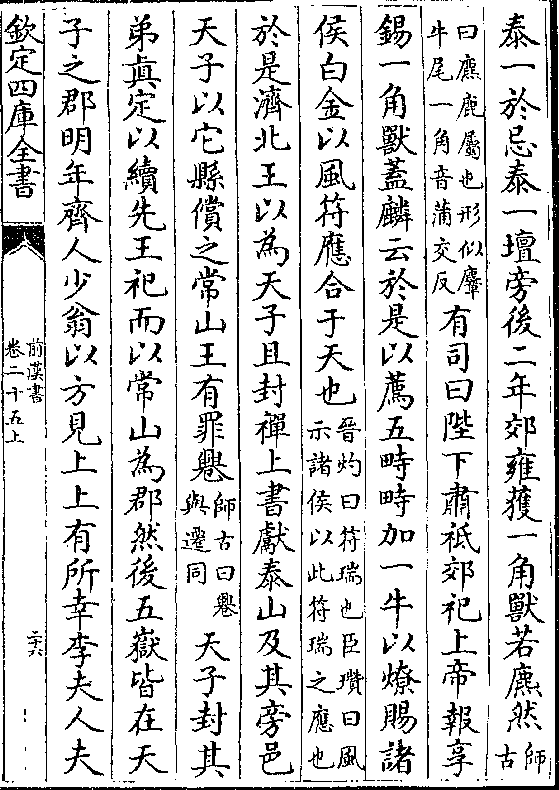 泰一於忌泰一壇旁後二年郊雍獲一角獸若麃然師古
曰麃鹿屬也形似麞牛尾一角音蒲交反有司曰陛下肅祗郊祀上帝報享
錫一角獸蓋麟云於是以薦五畤畤加一牛以燎賜諸
侯白金以風符應合于天也晉灼曰符瑞也臣瓚曰風示諸侯以此符瑞之應也
於是濟北王以為天子且封禪上書獻泰山及其旁邑
天子以它縣償之常山王有罪䙴師古曰䙴與遷同天子封其
弟真定以續先王祀而以常山為郡然後五嶽皆在天
子之郡明年齊人少翁以方見上上有所幸李夫人夫
欽定四庫全書
前漢書
卷二十五上
二六